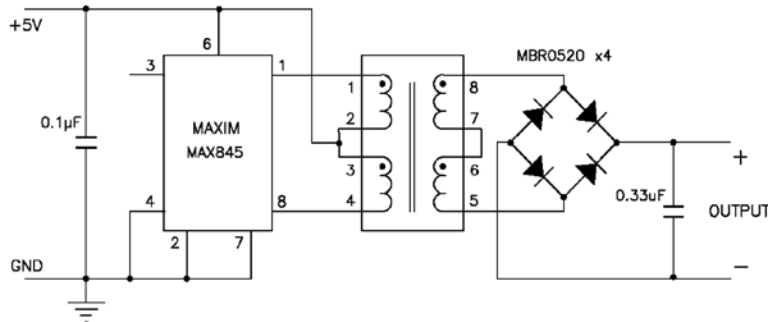 +5V
6
MBR0520 x4
3
1
1
8
0.1µF
MAXIM
MAX845
2
7
3
6
+
4
8
4
5
0.33uF
OUTPUT
2
7
GND
−